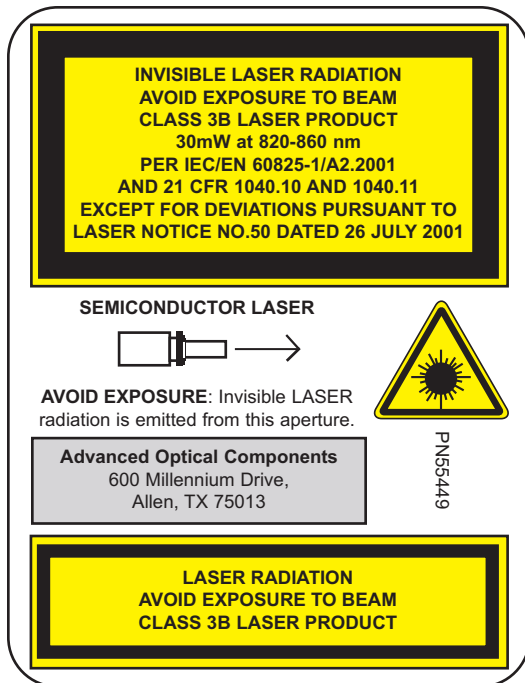 INVISIBLE LASER RADIATION
AVOID EXPOSURE TO BEAM
CLASS 3B LASER PRODUCT
30mW at 820-860 nm
PER IEC/EN 60825-1/A2.2001
AND 21 CFR 1040.10 AND 1040.11
EXCEPT FOR DEVIATIONS PURSUANT TO
LASER NOTICE NO.50 DATED 26 JULY 2001
SEMICONDUCTOR LASER
AVOID EXPOSURE: Invisible LASER
radiation is emitted from this aperture.
PN55449
Advanced Optical Components
600 Millennium Drive,
Allen, TX 75013
LASER RADIATION
AVOID EXPOSURE TO BEAM
CLASS 3B LASER PRODUCT